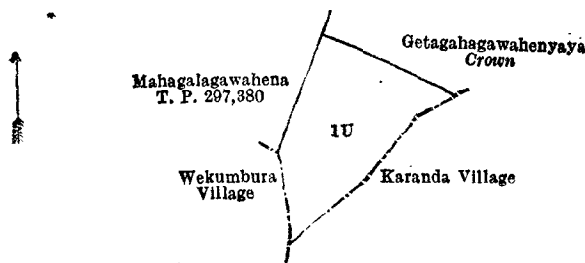 Getagahagawahenyaya
Crown
Mahagalagawahena
T. P. 297,380
1U
Wekumbura
Village
Karanda Village